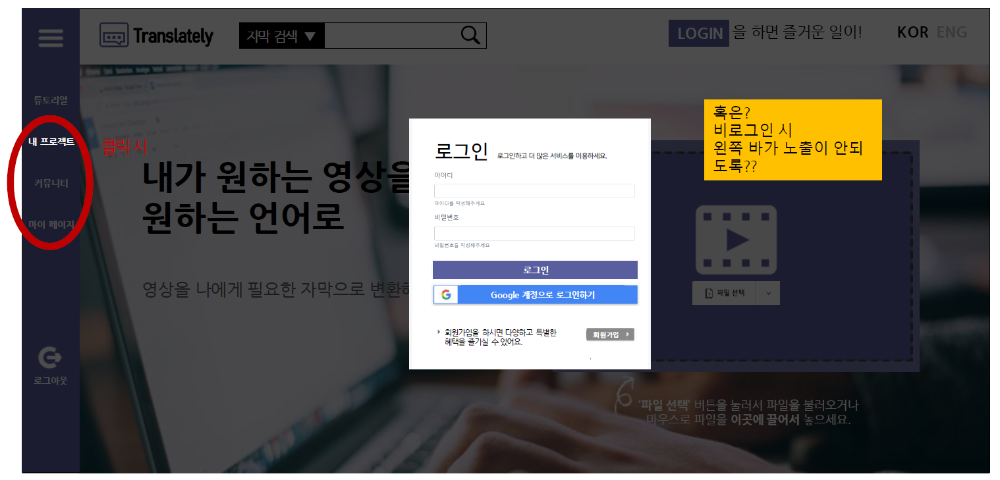 Translately
자막 검색 ▼
LOGIN 을 하면 즐거운 일이!
KOR ENG
튜토리얼
내 프로젝트
커뮤니티
마이 페이지
로그아웃
클릭 시
내가 원하는 영상을
원하는 언어로
영상을 나에게 필요한 자막으로 변환
로그인 로그인하고 더 많은 서비스를 이용하세요.
아이디
아이디를 작성해주세요
비밀번호
비밀번호를 작성해주세요
로그인
Google 계정으로 로그인하기
회원가입을 하시면 다양하고 특별한
혜택을 즐기실 수 있어요.
회원가입
혹은?
비로그인 시
왼쪽 바가 노출이 안되
도록??
파일 선택
'파일 선택' 버튼을 눌러서 파일을 불러오거나
마우스로 파일을 이곳에 끌어서 놓으세요.